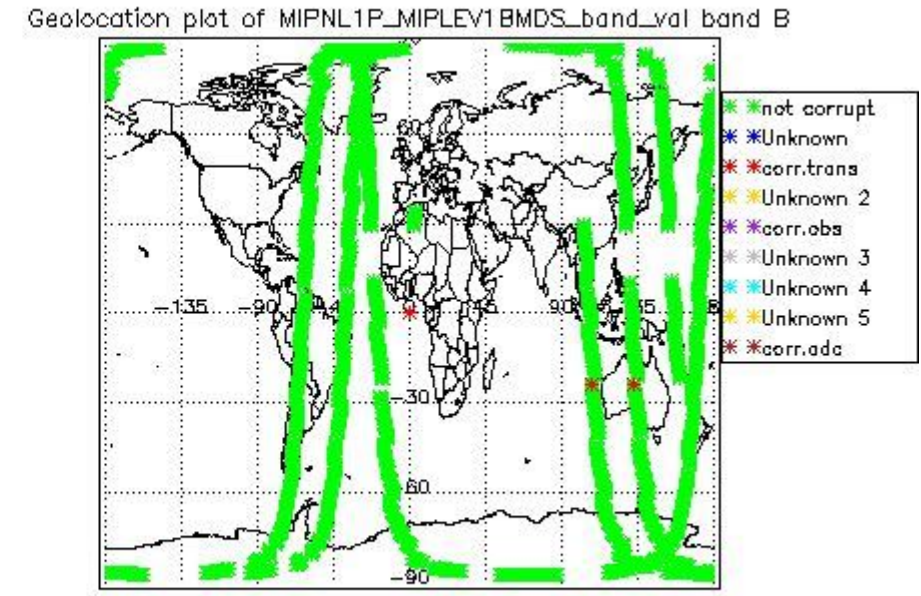 Geolocation plot of MIPNL1P_MIPLEV1BMDS_band_val band B
not corrupt
Unknown
corr.trans
Unknown 2
corr.obs
Unknown 3
Unknown 4
Unknown 5
corr.adc
60
-135 -90
-30
-60
-90